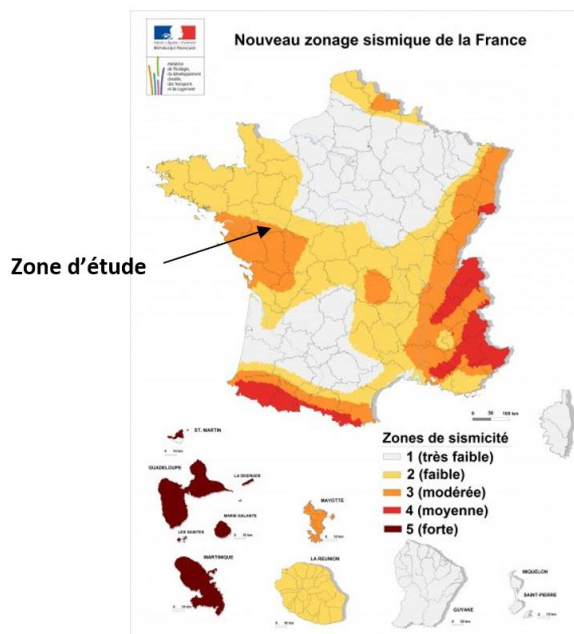 Nouveau zonage sismique de la France
Zone d’étude
0 50 100 km
ST. MARTIN
GUADELOUPE
LA DESIRADE
MARIE GALANTE
LES SAINTES
MARTINIQUE
MAYOTTE
LA REUNION
GUYANE
MIQUELON
SAINT-PIERRE
Zones de sismicité
1 (très faible)
2 (faible)
3 (modérée)
4 (moyenne)
5 (forte)